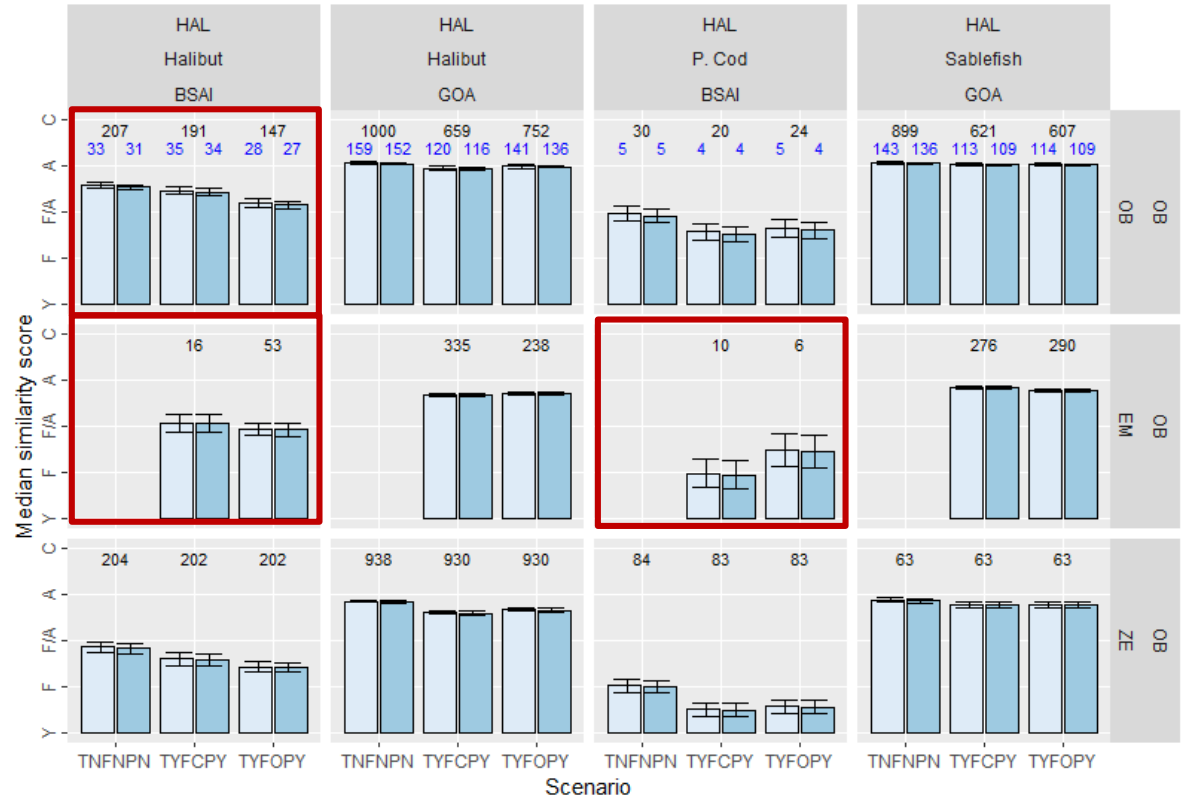 HAL HAL HAL HAL
Halibut Halibut P. Cod Sablefish
BSAI GOA BSAI GOA
C 207 191 147 1000 659 752 30 20 24 899 621 607
33 31 35 34 28 27 159 152 120 116 141 136 5 5 4 4 5 4 143 136 113 109 114 109
A
F/A OB OB
F
Y
Median similarity score
C 16 53 335 238 10 6 276 290
A
F/A EM OB
F
Y
C 204 202 202 938 930 930 84 83 83 63 63 63
A
F/A ZE OB
F
Y
TNFNPN TYFCPY TYFOPY TNFNPN TYFCPY TYFOPY TNFNPN TYFCPY TYFOPY TNFNPN TYFCPY TYFOPY
Scenario